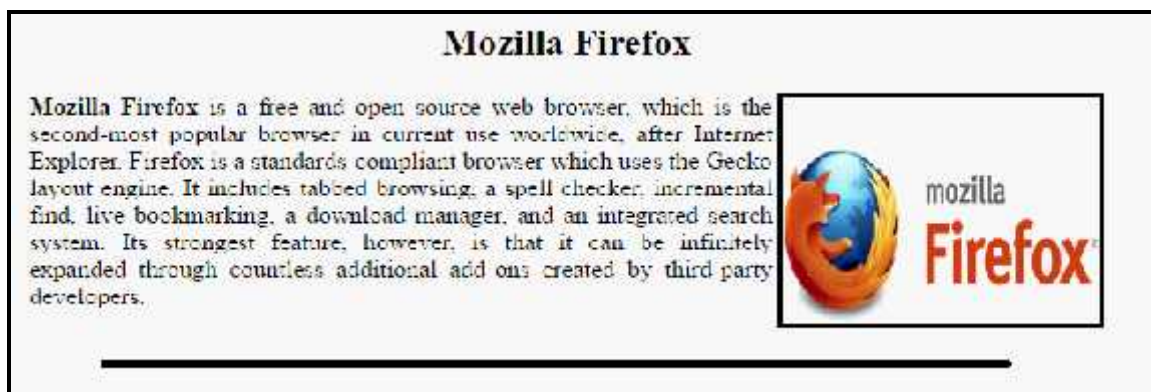 Mozilla Firefox
Mozilla Firefox is a free and open source web browser, which is the
second-most popular browser in current use worldwide, after Internet
Explorer. Firefox is a standards compliant browser which uses the Gecko
layout engine. It includes tabbed browsing, a spell checker, incremental
find, live bookmarking, a download manager, and an integrated search
system. Its strongest feature, however, is that it can be infinitely
expanded through countless additional add ons created by third party
developers.
mozilla
Firefox